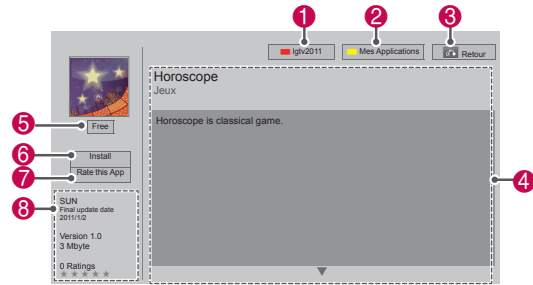 1
2
3
lgtv2011
Mes Applications
Retour
Horoscope
Jeux
5
Free
Horoscope is classical game.
6
Install
7
Rate this App
4
8
SUN
Final update date
2011/1/2
Version 1.0
3 Mbyte
0 Ratings